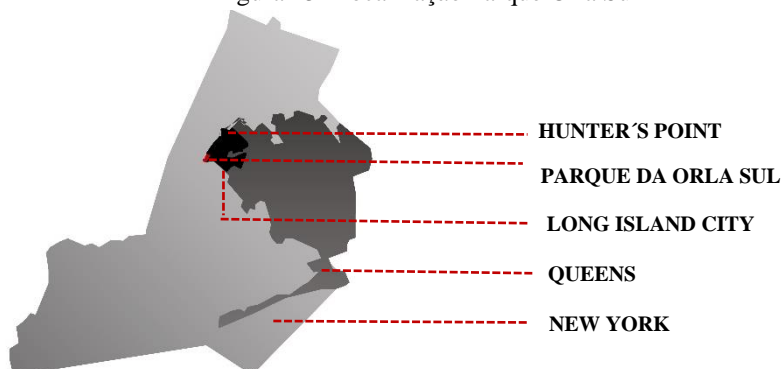 HUNTER´S POINT
PARQUE DA ORLA SUL
LONG ISLAND CITY
QUEENS
NEW YORK